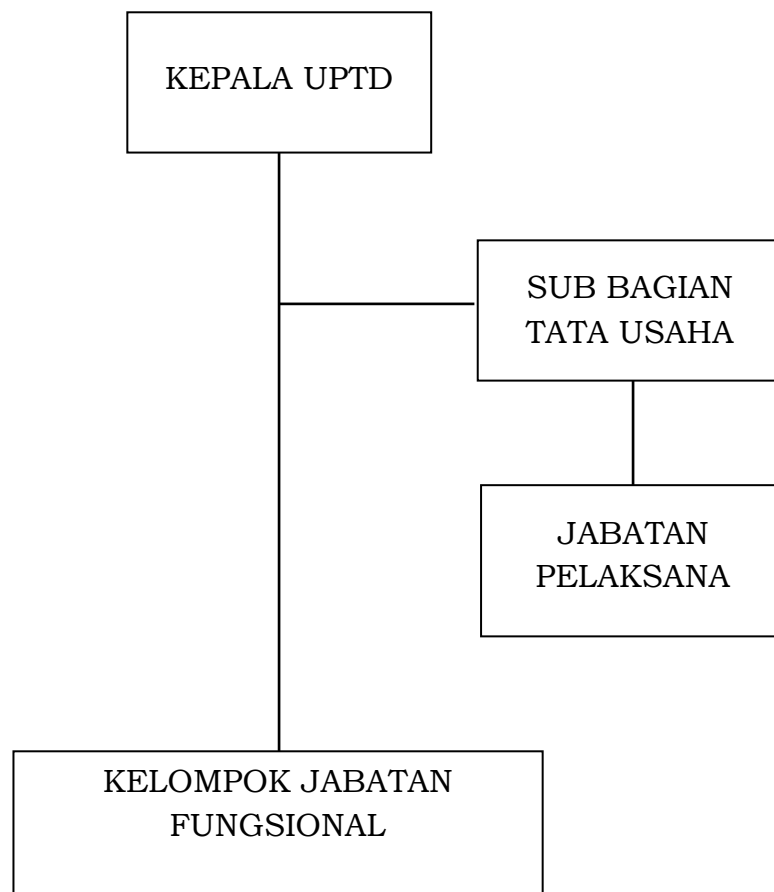 KEPALA UPTD
SUB BAGIAN
TATA USAHA
JABATAN
PELAKSANA
KELOMPOK JABATAN
FUNGSIONAL